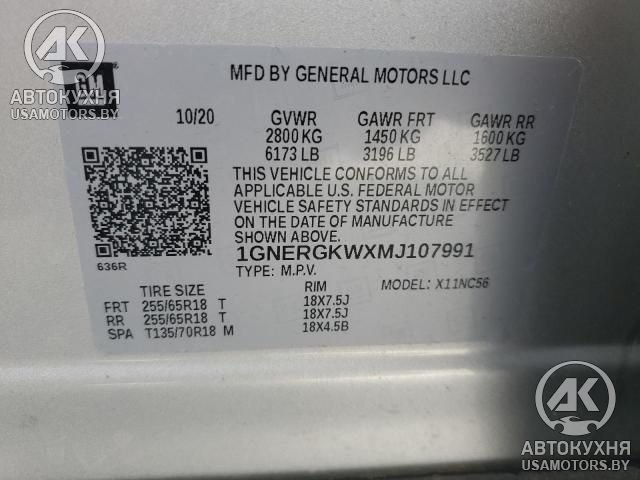 AK
АВТОКУХНЯ
USAMOTORS.BY
GM
MFD BY GENERAL MOTORS LLC
10/20 GVWR GAWR FRT GAWR RR
2800 KG 1450 KG 1600 KG
6173 LB 3196 LB 3527 LB
THIS VEHICLE CONFORMS TO ALL
APPLICABLE U.S. FEDERAL MOTOR
VEHICLE SAFETY STANDARDS IN EFFECT
ON THE DATE OF MANUFACTURE
SHOWN ABOVE.
636R
1GNERGKWXMJ107991
TYPE: M.P.V. MODEL: X11NC56
TIRE SIZE RIM
FRT 255/65R18 T 18X7.5J
RR 255/65R18 T 18X7.5J
SPA T135/70R18 M 18X4.5B
AK
АВТОКУХНЯ
USAMOTORS.BY